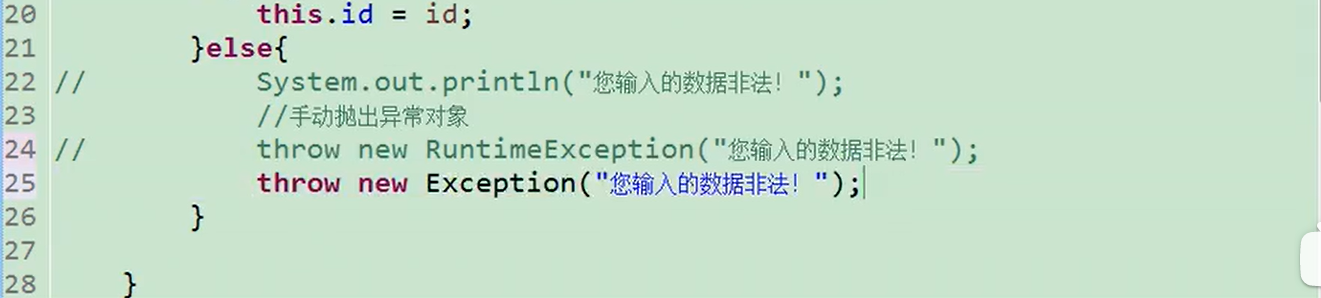 20 this.id = id;
21 }else{
22 // System.out.println("您输入的数据非法！");
23 //手动抛出异常对象
24 // throw new RuntimeException("您输入的数据非法！");
25 throw new Exception("您输入的数据非法！");
26 }
27
28 }